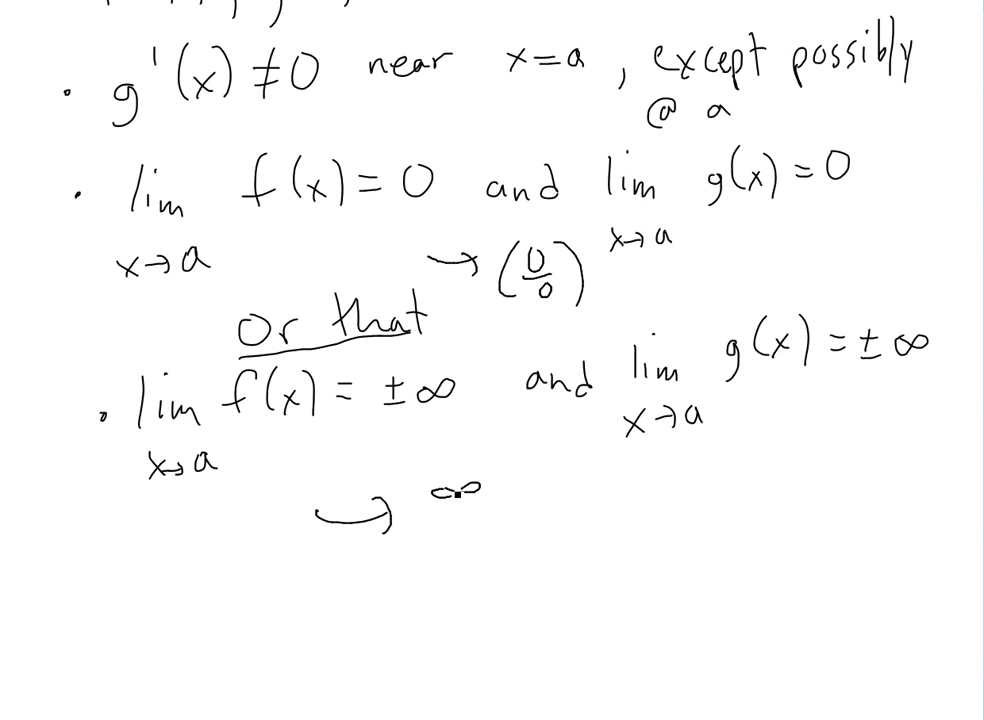 • g'(x) ≠ 0 near x=a, except possibly
@ a
• lim f(x) = 0 and lim g(x) = 0
x→a x→a
→ (0/0)
Or that
• lim f(x) = ±∞ and lim g(x) = ±∞
x→a x→a
→ ∞